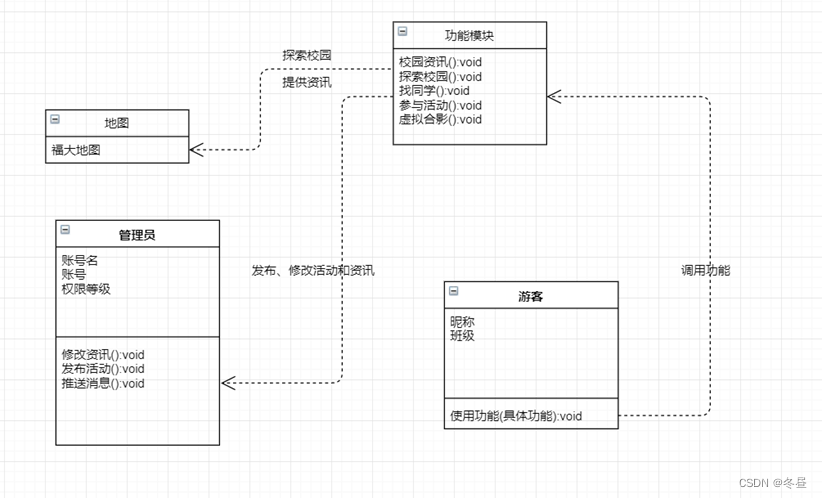 功能模块
校园资讯():void
探索校园():void
找同学():void
参与活动():void
虚拟合影():void
探索校园
提供资讯
地图
福大地图
管理员
账号名
账号
权限等级
修改资讯():void
发布活动():void
推送消息():void
发布、修改活动和资讯
调用功能
游客
昵称
班级
使用功能(具体功能):void
CSDN @冬昼